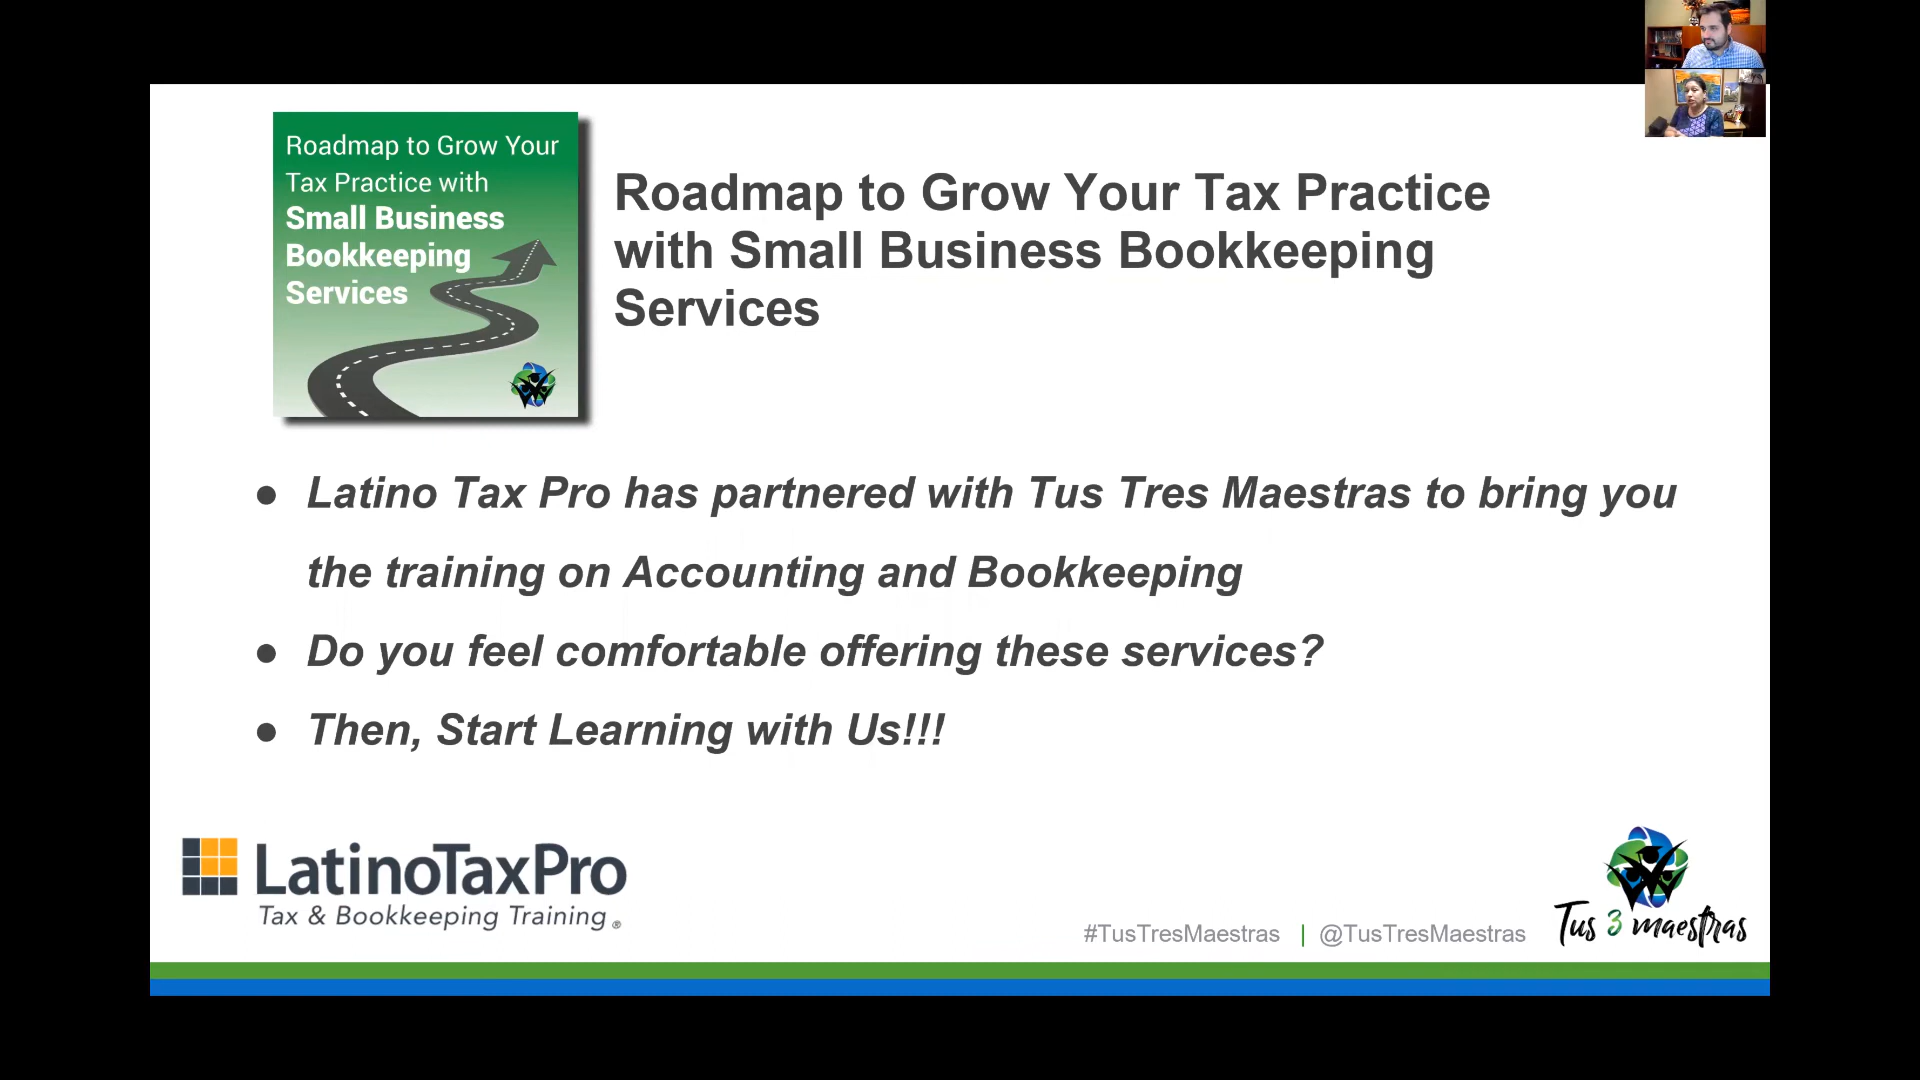 Roadmap to Grow Your
Tax Practice with
Small Business
Bookkeeping
Services
Roadmap to Grow Your Tax Practice
with Small Business Bookkeeping
Services
● Latino Tax Pro has partnered with Tus Tres Maestras to bring you
the training on Accounting and Bookkeeping
● Do you feel comfortable offering these services?
● Then, Start Learning with Us!!!
LatinoTaxPro
Tax & Bookkeeping Training®
#TusTresMaestras | @TusTresMaestras
Tus 3 maestras